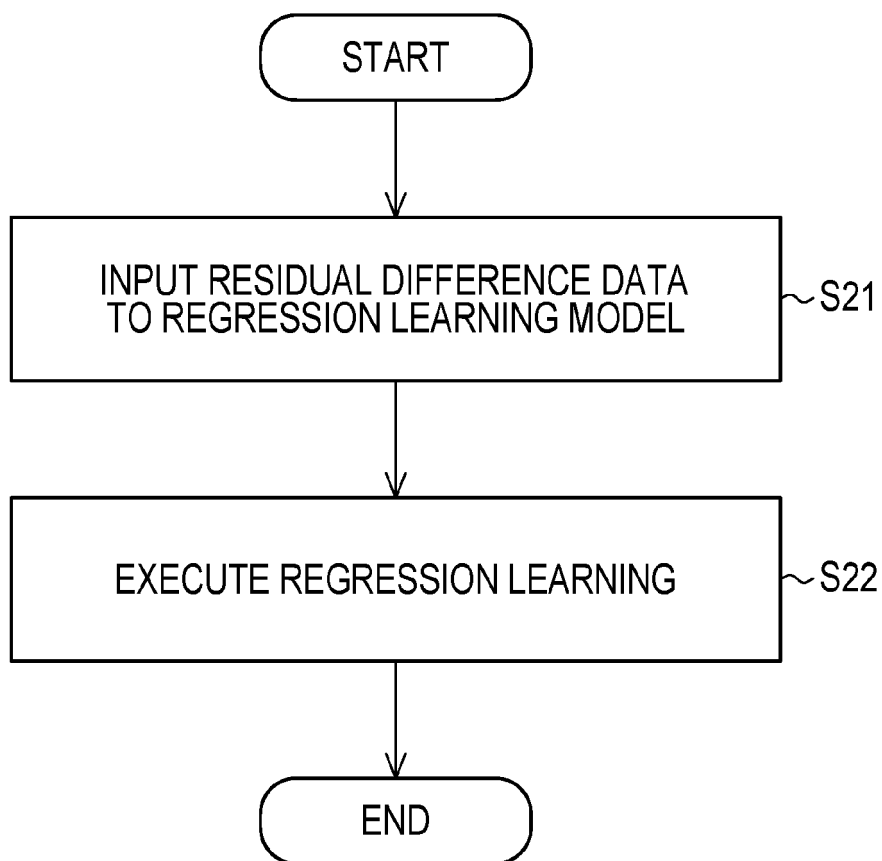 START
INPUT RESIDUAL DIFFERENCE DATA
TO REGRESSION LEARNING MODEL
S21
EXECUTE REGRESSION LEARNING
S22
END